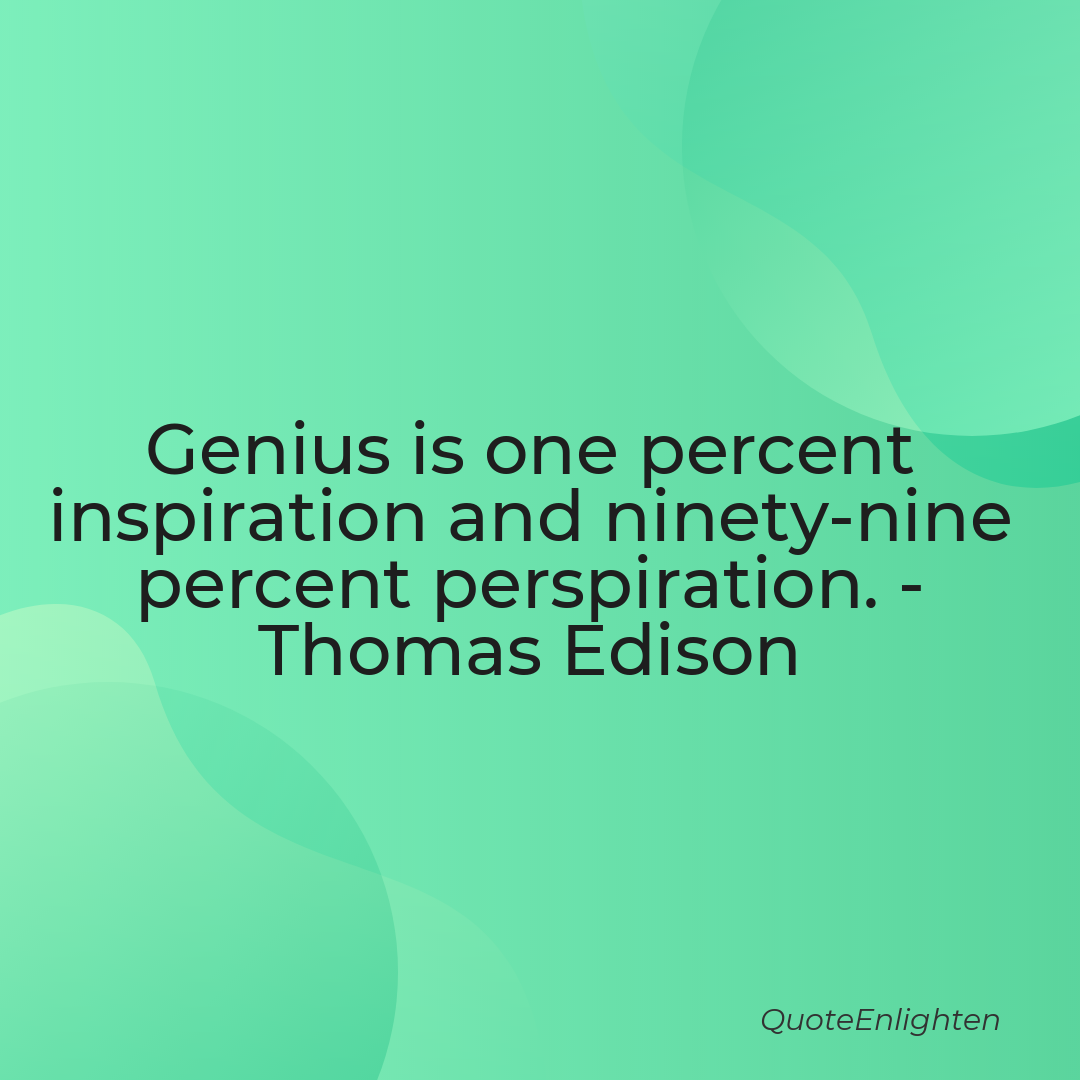 Genius is one percent
inspiration and ninety-nine
percent perspiration. -
Thomas Edison
QuoteEnlighten